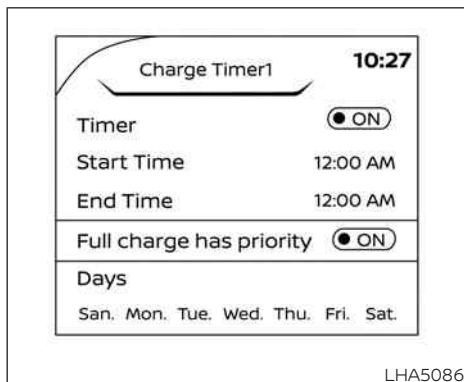 Charge Timer1 10:27
Timer ON
Start Time 12:00 AM
End Time 12:00 AM
Full charge has priority ON
Days
San. Mon. Tue. Wed. Thu. Fri. Sat.
LHA5086